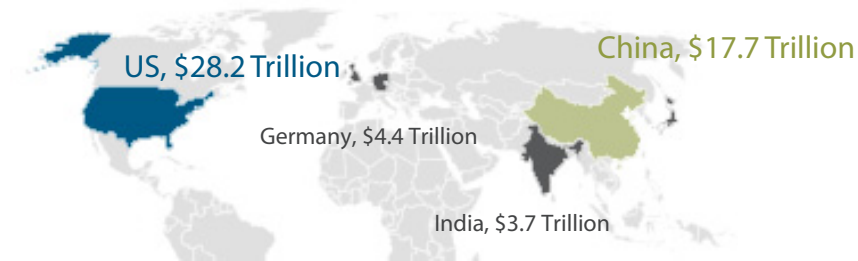 China, $17.7 Trillion
US, $28.2 Trillion
Germany, $4.4 Trillion
India, $3.7 Trillion